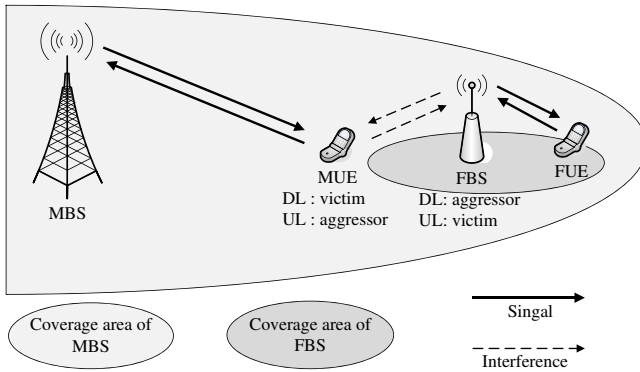 MBS
MUE
DL : victim
UL : aggressor
FBS
DL: aggressor
UL: victim
FUE
Coverage area of
MBS
Coverage area of
FBS
Singal
Interference